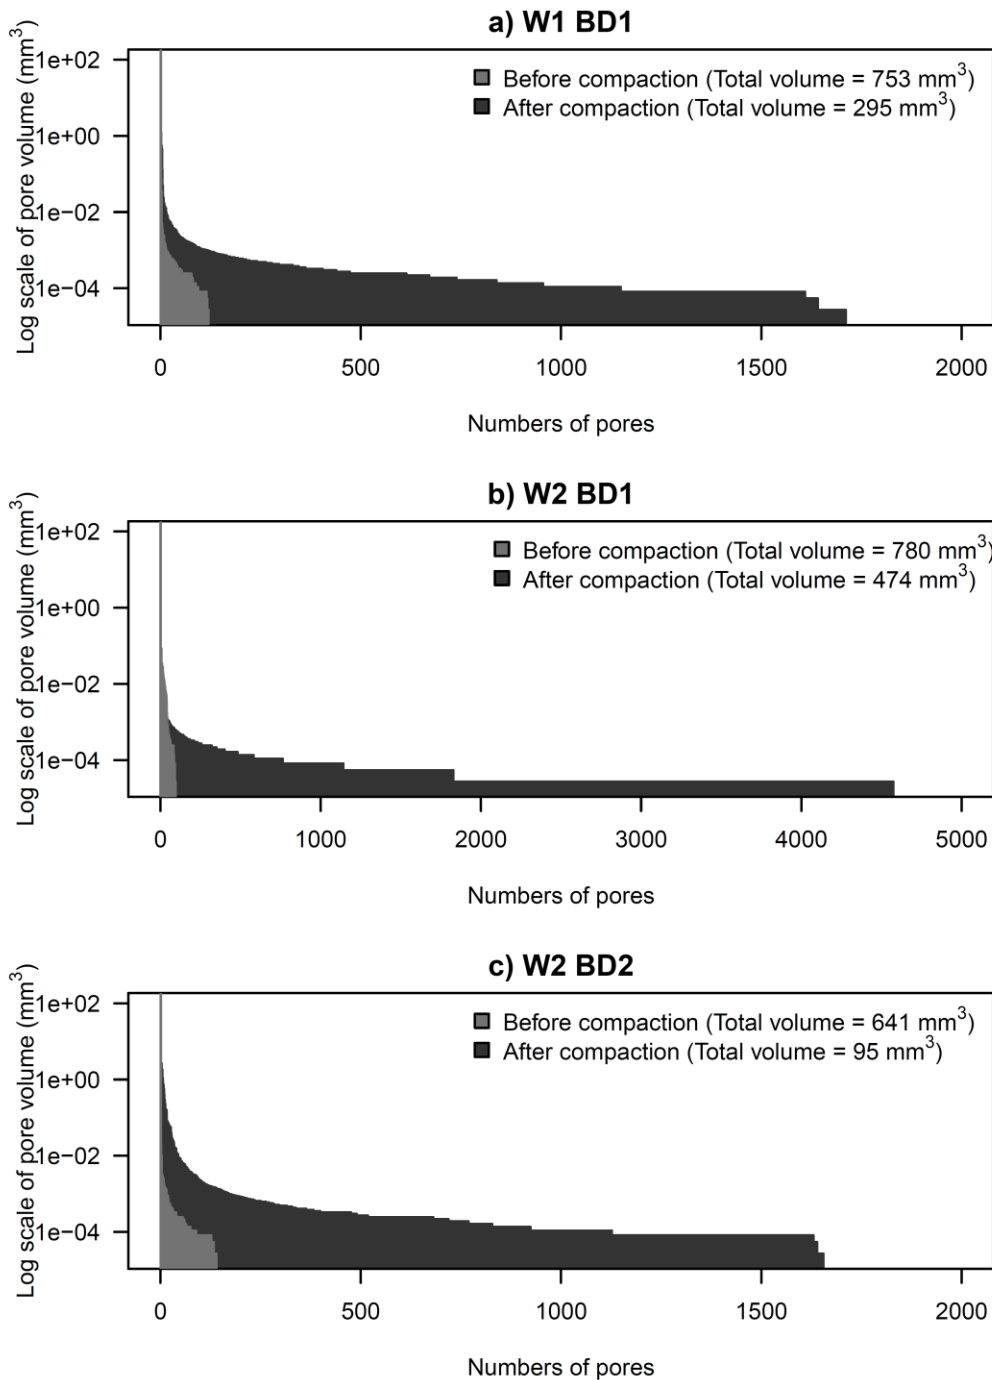 a) W1 BD1
Log scale of pore volume (mm³)
1e+02
1e+00
1e−02
1e−04
Before compaction (Total volume = 753 mm³)
After compaction (Total volume = 295 mm³)
0 500 1000 1500 2000
Numbers of pores
b) W2 BD1
Log scale of pore volume (mm³)
1e+02
1e+00
1e−02
1e−04
Before compaction (Total volume = 780 mm³)
After compaction (Total volume = 474 mm³)
0 1000 2000 3000 4000 5000
Numbers of pores
c) W2 BD2
Log scale of pore volume (mm³)
1e+02
1e+00
1e−02
1e−04
Before compaction (Total volume = 641 mm³)
After compaction (Total volume = 95 mm³)
0 500 1000 1500 2000
Numbers of pores